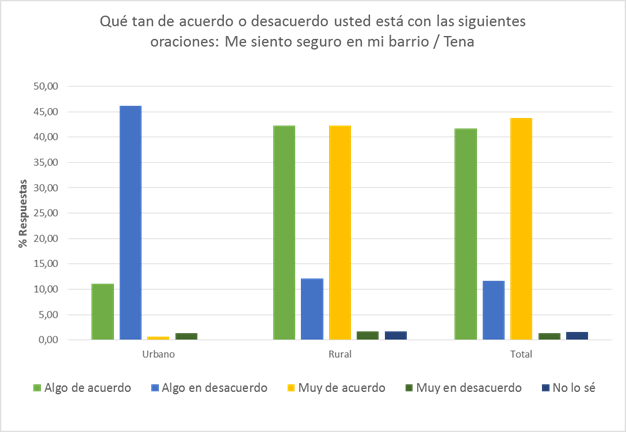 Qué tan de acuerdo o desacuerdo usted está con las siguientes
oraciones: Me siento seguro en mi barrio / Tena
50,00
45,00
40,00
35,00
30,00
25,00
20,00
15,00
10,00
5,00
0,00
% Respuestas
Urbano Rural Total
Algo de acuerdo Algo en desacuerdo Muy de acuerdo Muy en desacuerdo No lo sé